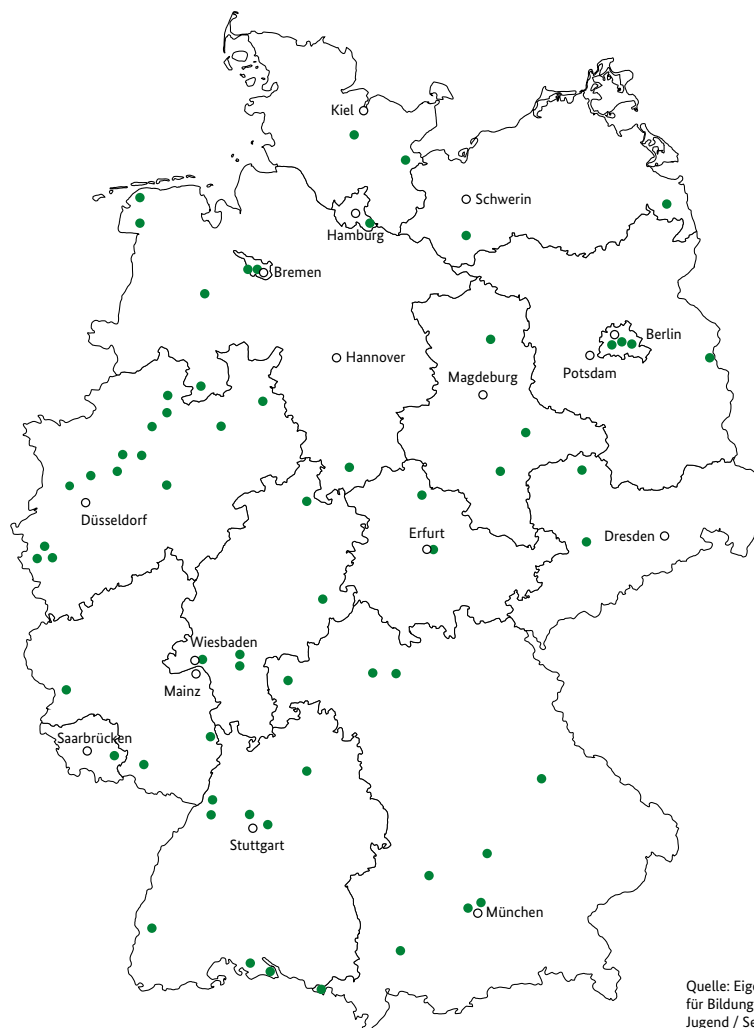 Kiel
Schwerin
Hamburg
Bremen
Berlin
Hannover
Potsdam
Magdeburg
Düsseldorf
Erfurt
Dresden
Wiesbaden
Mainz
Saarbrücken
Stuttgart
München
Quelle: Eige
für Bildung
Jugend / Se